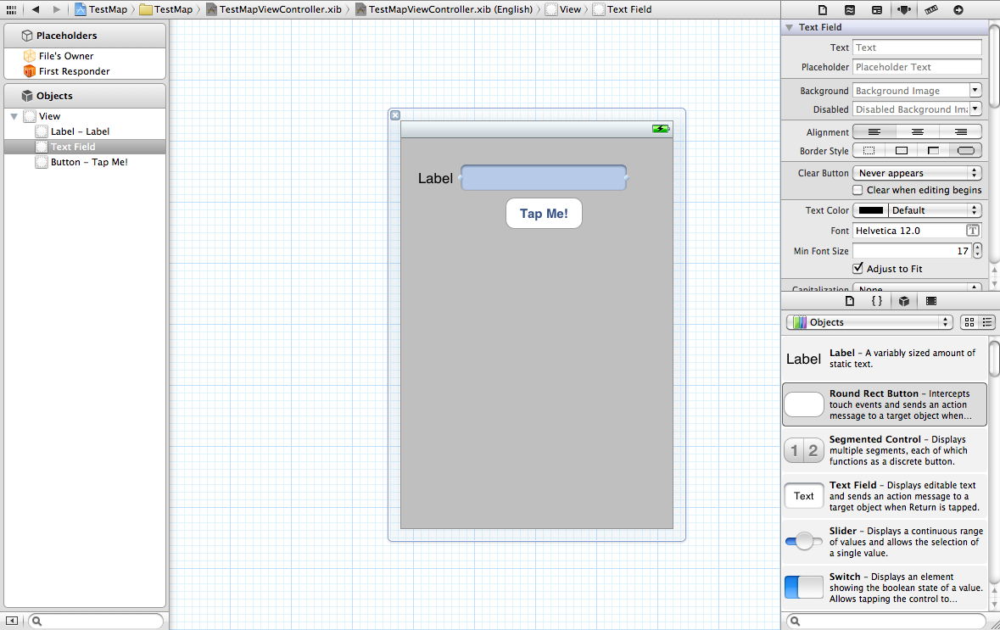 TestMap TestMap TestMapViewController.xib TestMapViewController.xib (English) View Text Field
Placeholders
File's Owner
First Responder
Objects
View
Label – Label
Text Field
Button – Tap Me!
Label
Tap Me!
Text Field
Text Text
Placeholder Placeholder Text
Background Background Image
Disabled Disabled Background Ima
Alignment
Border Style
Clear Button Never appears
Clear when editing begins
Text Color Default
Font Helvetica 12.0 T
Min Font Size 17
Adjust to Fit
Capitalization None
{ }
Objects
Label
Label – A variably sized amount of
static text.
Round Rect Button – Intercepts
touch events and sends an action
message to a target object when...
1 2
Segmented Control – Displays
multiple segments, each of which
functions as a discrete button.
Text
Text Field – Displays editable text
and sends an action message to a
target object when Return is tapped.
Slider – Displays a continuous range
of values and allows the selection of
a single value.
Switch – Displays an element
showing the boolean state of a value.
Allows tapping the control to...